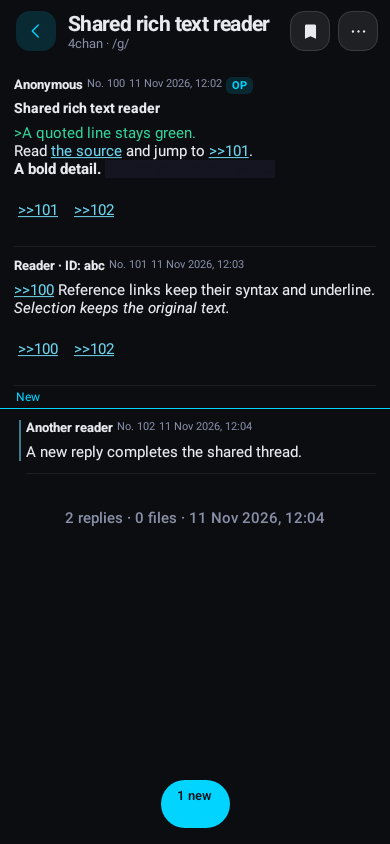 Shared rich text reader
4chan · /g/
Anonymous No. 100 11 Nov 2026, 12:02 OP
Shared rich text reader
>A quoted line stays green.
Read the source and jump to >>101.
A bold detail.
>>101 >>102
Reader · ID: abc No. 101 11 Nov 2026, 12:03
>>100 Reference links keep their syntax and underline.
Selection keeps the original text.
>>100 >>102
New
Another reader No. 102 11 Nov 2026, 12:04
A new reply completes the shared thread.
2 replies · 0 files · 11 Nov 2026, 12:04
1 new